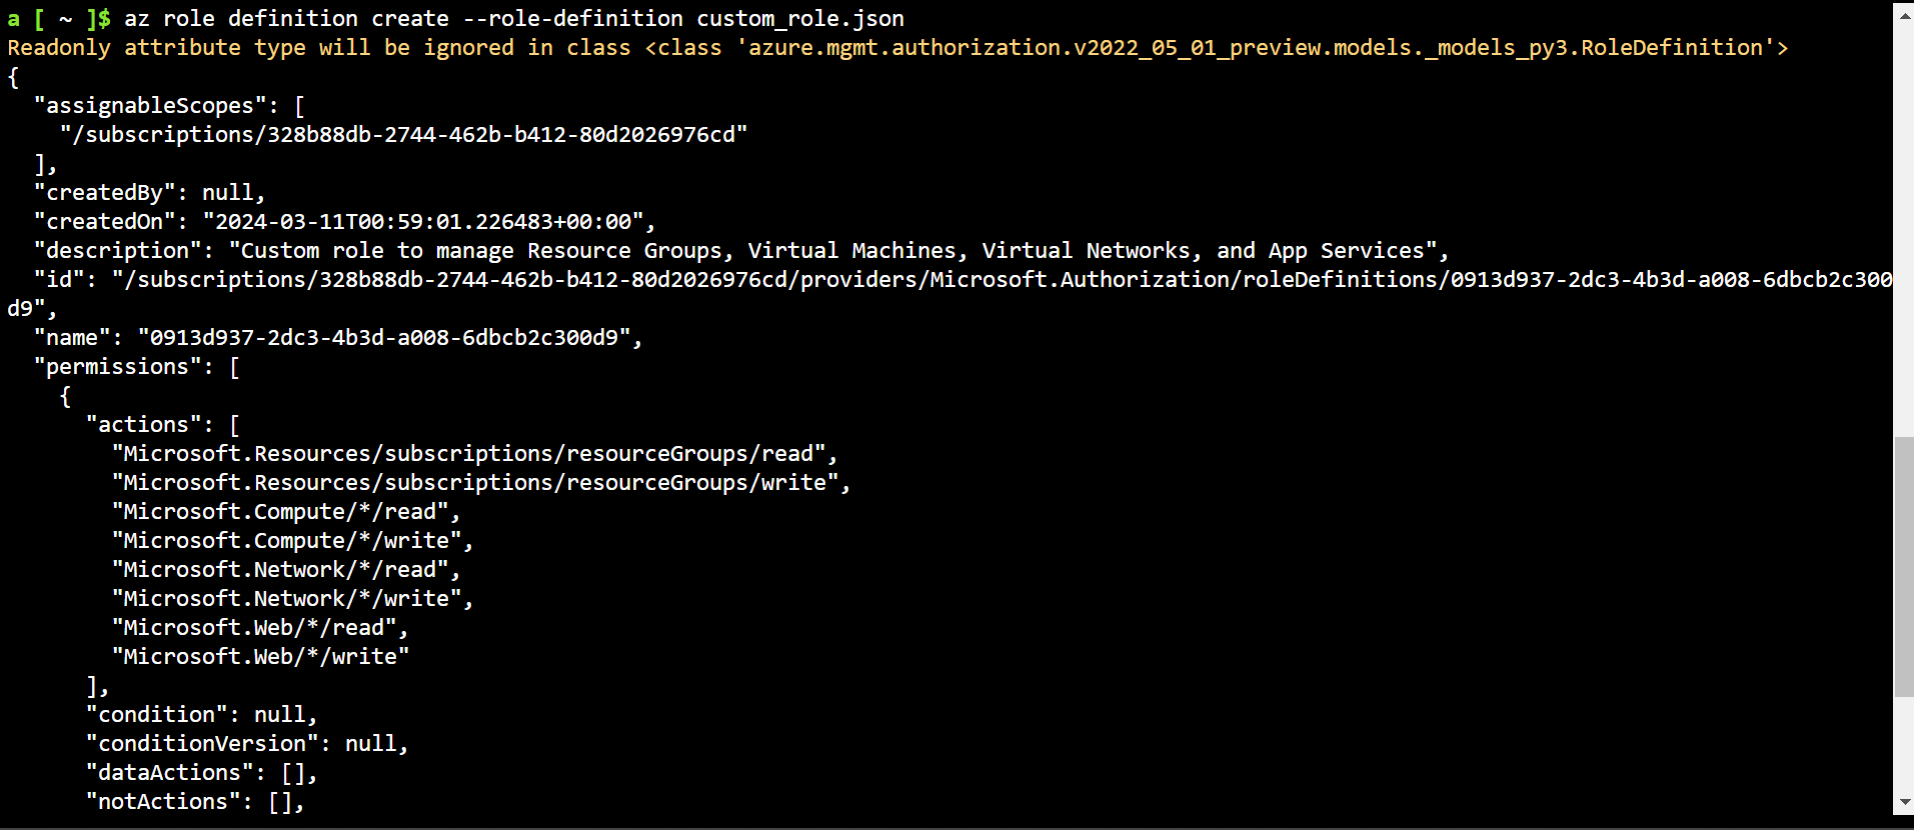 a [ ~ ]$ az role definition create --role-definition custom_role.json
Readonly attribute type will be ignored in class <class 'azure.mgmt.authorization.v2022_05_01_preview.models._models_py3.RoleDefinition'>
{
  "assignableScopes": [
    "/subscriptions/328b88db-2744-462b-b412-80d2026976cd"
  ],
  "createdBy": null,
  "createdOn": "2024-03-11T00:59:01.226483+00:00",
  "description": "Custom role to manage Resource Groups, Virtual Machines, Virtual Networks, and App Services",
  "id": "/subscriptions/328b88db-2744-462b-b412-80d2026976cd/providers/Microsoft.Authorization/roleDefinitions/0913d937-2dc3-4b3d-a008-6dbcb2c300
d9",
  "name": "0913d937-2dc3-4b3d-a008-6dbcb2c300d9",
  "permissions": [
    {
      "actions": [
        "Microsoft.Resources/subscriptions/resourceGroups/read",
        "Microsoft.Resources/subscriptions/resourceGroups/write",
        "Microsoft.Compute/*/read",
        "Microsoft.Compute/*/write",
        "Microsoft.Network/*/read",
        "Microsoft.Network/*/write",
        "Microsoft.Web/*/read",
        "Microsoft.Web/*/write"
      ],
      "condition": null,
      "conditionVersion": null,
      "dataActions": [],
      "notActions": [],